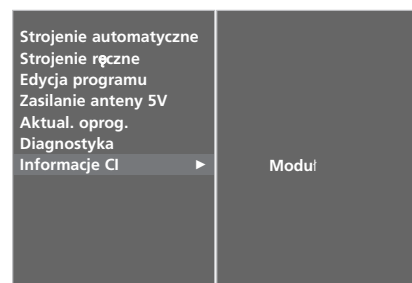 Strojenie automatyczne
Strojenie ręczne
Edycja programu
Zasilanie anteny 5V
Aktual. oprog.
Diagnostyka
Informacje CI ►
Moduł